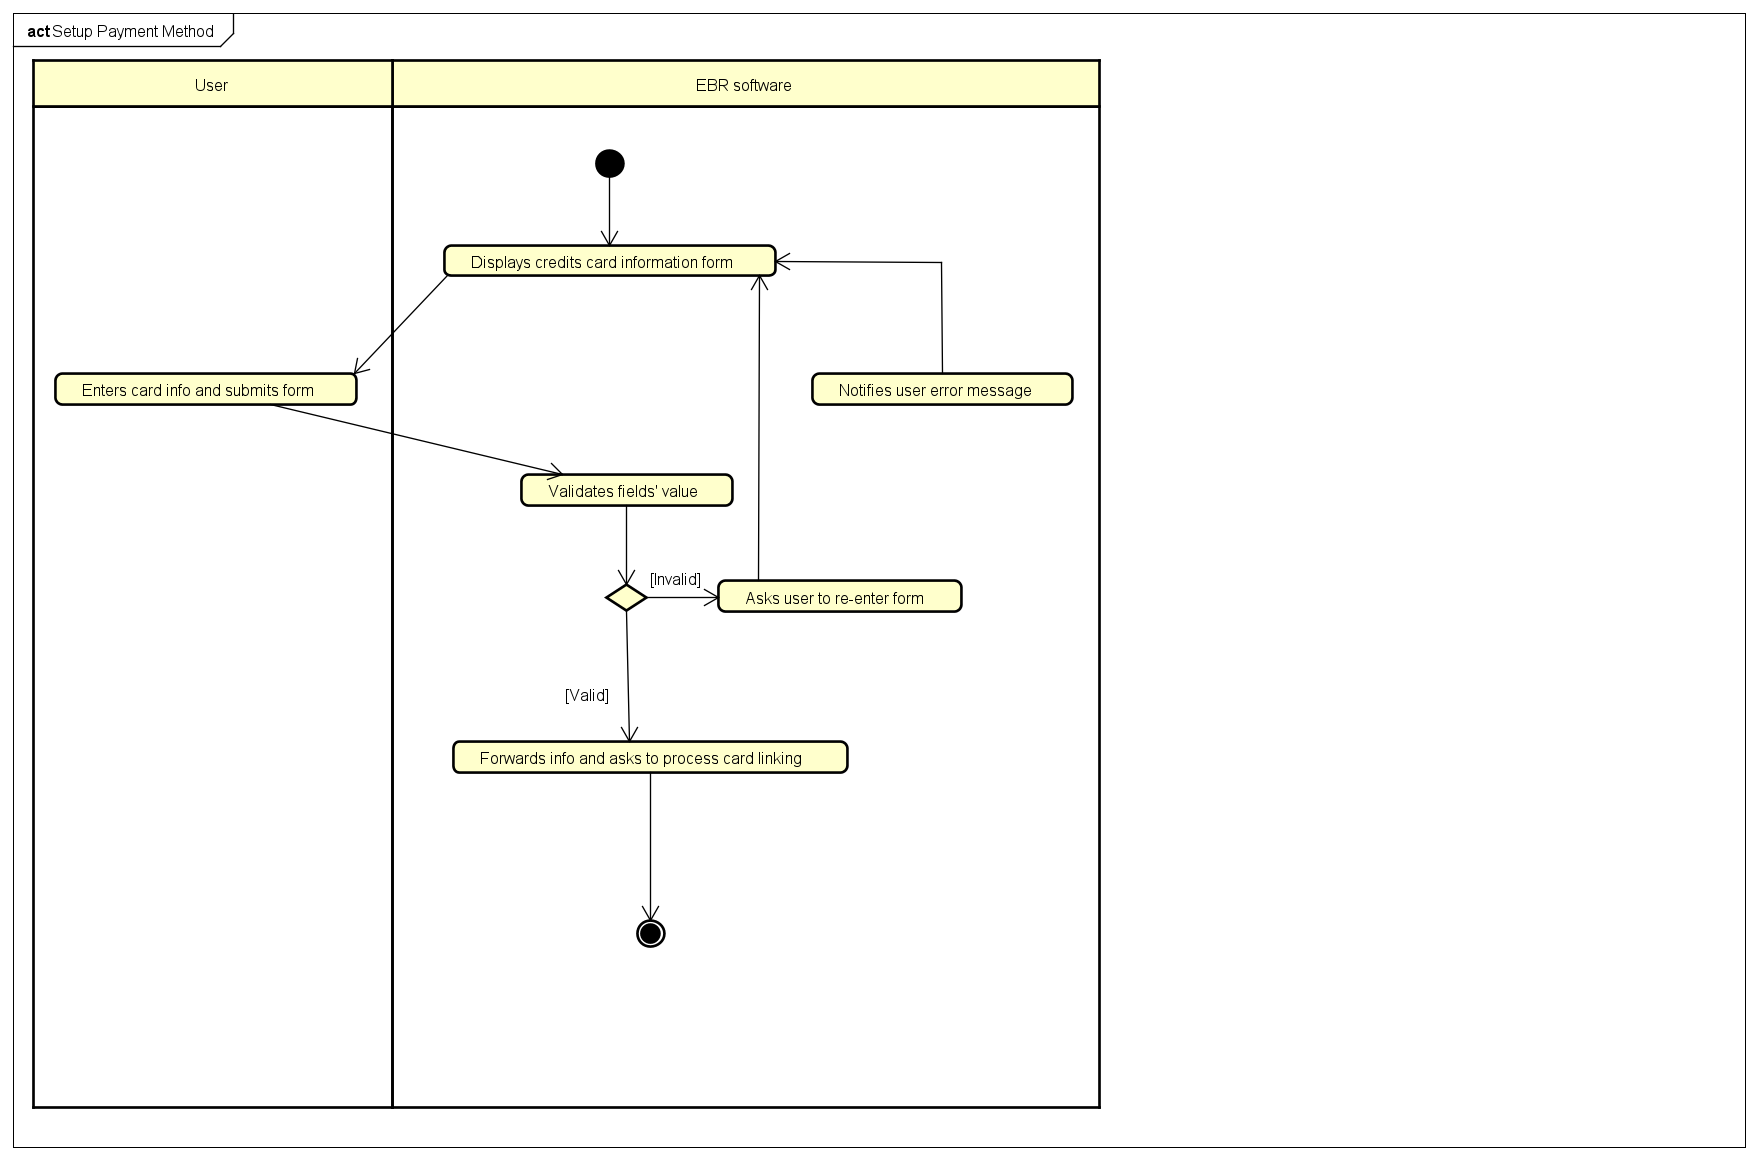 act Setup Payment Method
User
EBR software
Displays credits card information form
Enters card info and submits form
Notifies user error message
Validates fields' value
[Invalid]
Asks user to re-enter form
[Valid]
Forwards info and asks to process card linking